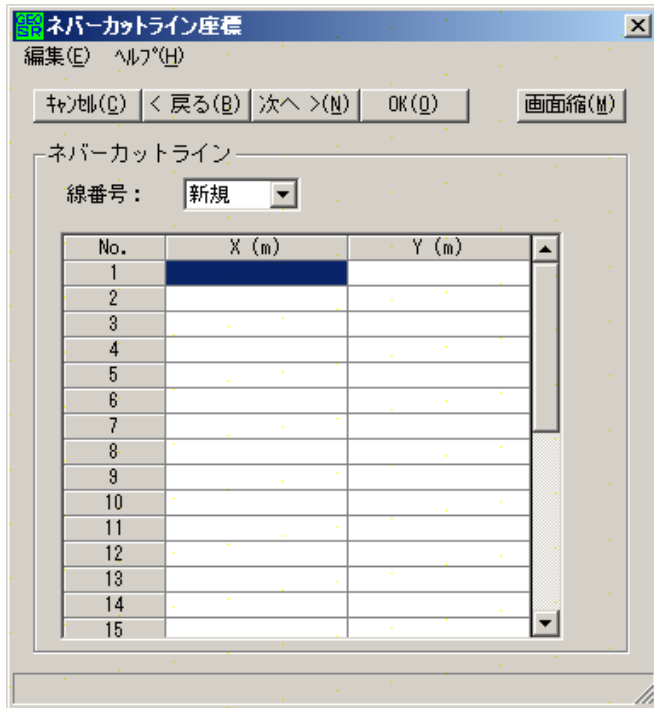 GEO SR ネバーカットライン座標
編集(E) ﾍﾙﾌﾟ(H)
ｷｬﾝｾﾙ(C) < 戻る(B) 次へ >(N) OK(O) 画面縮(M)
ネバーカットライン
線番号： 新規
No. X (m) Y (m)
1
2
3
4
5
6
7
8
9
10
11
12
13
14
15